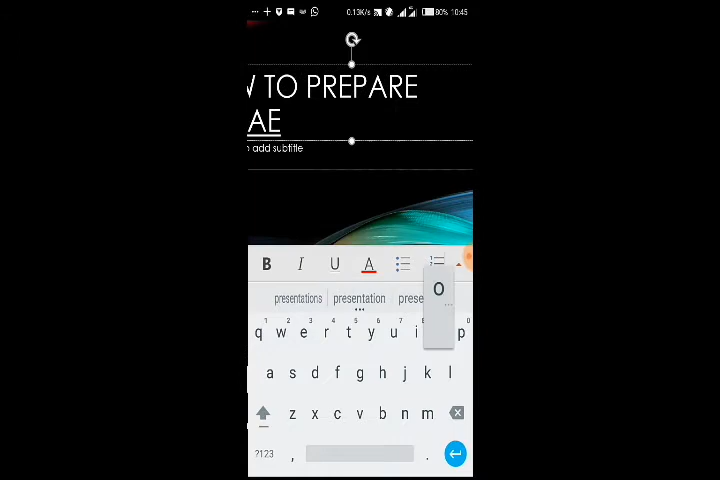 0.13K/s 80% 10:45
TO PREPARE
AE
add subtitle
B I U A
presentations presentation prese
1 2 3 4 5 6 7 8 0
q w e r t y u i o p
a s d f g h j k l
z x c v b n m
?123 , .